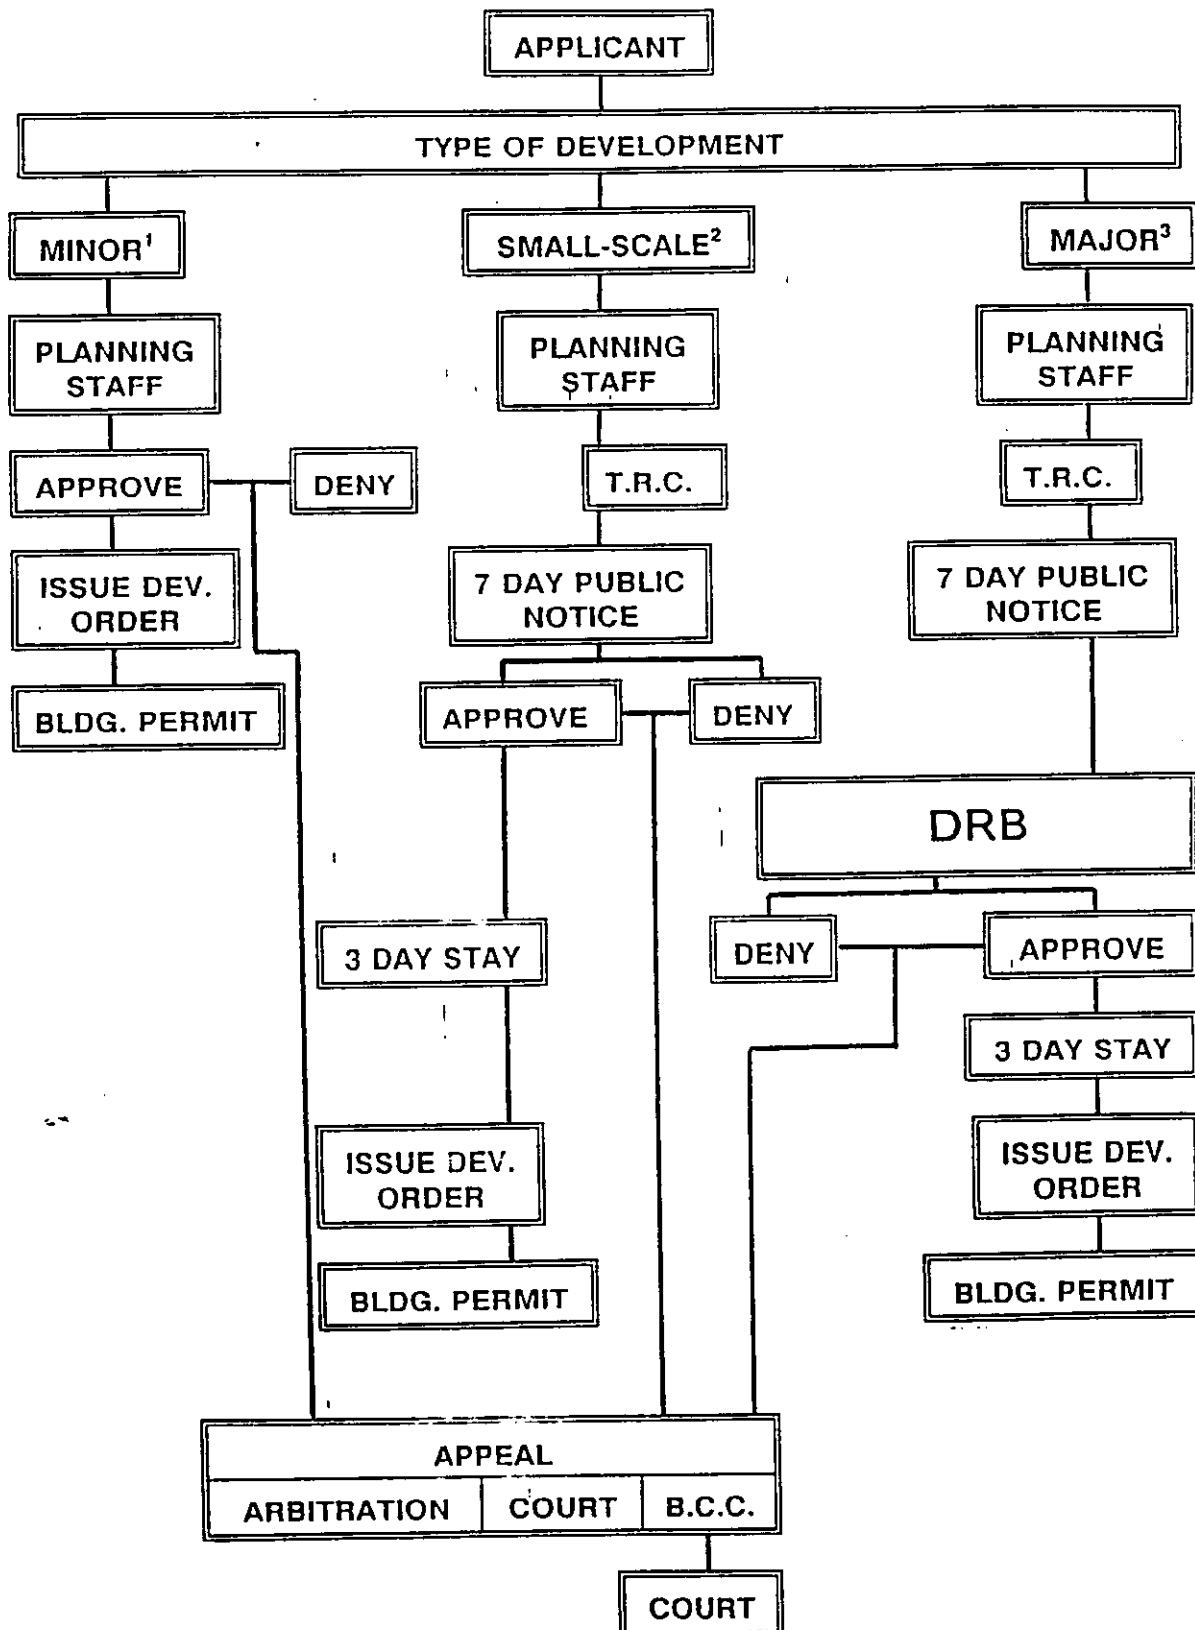 APPLICANT
TYPE OF DEVELOPMENT
MINOR¹
SMALL-SCALE²
MAJOR³
PLANNING
STAFF
PLANNING
STAFF
PLANNING
STAFF
APPROVE
DENY
T.R.C.
T.R.C.
ISSUE DEV.
ORDER
7 DAY PUBLIC
NOTICE
7 DAY PUBLIC
NOTICE
BLDG. PERMIT
APPROVE
DENY
DRB
3 DAY STAY
DENY
APPROVE
3 DAY STAY
ISSUE DEV.
ORDER
ISSUE DEV.
ORDER
BLDG. PERMIT
BLDG. PERMIT
APPEAL
ARBITRATION
COURT
B.C.C.
COURT